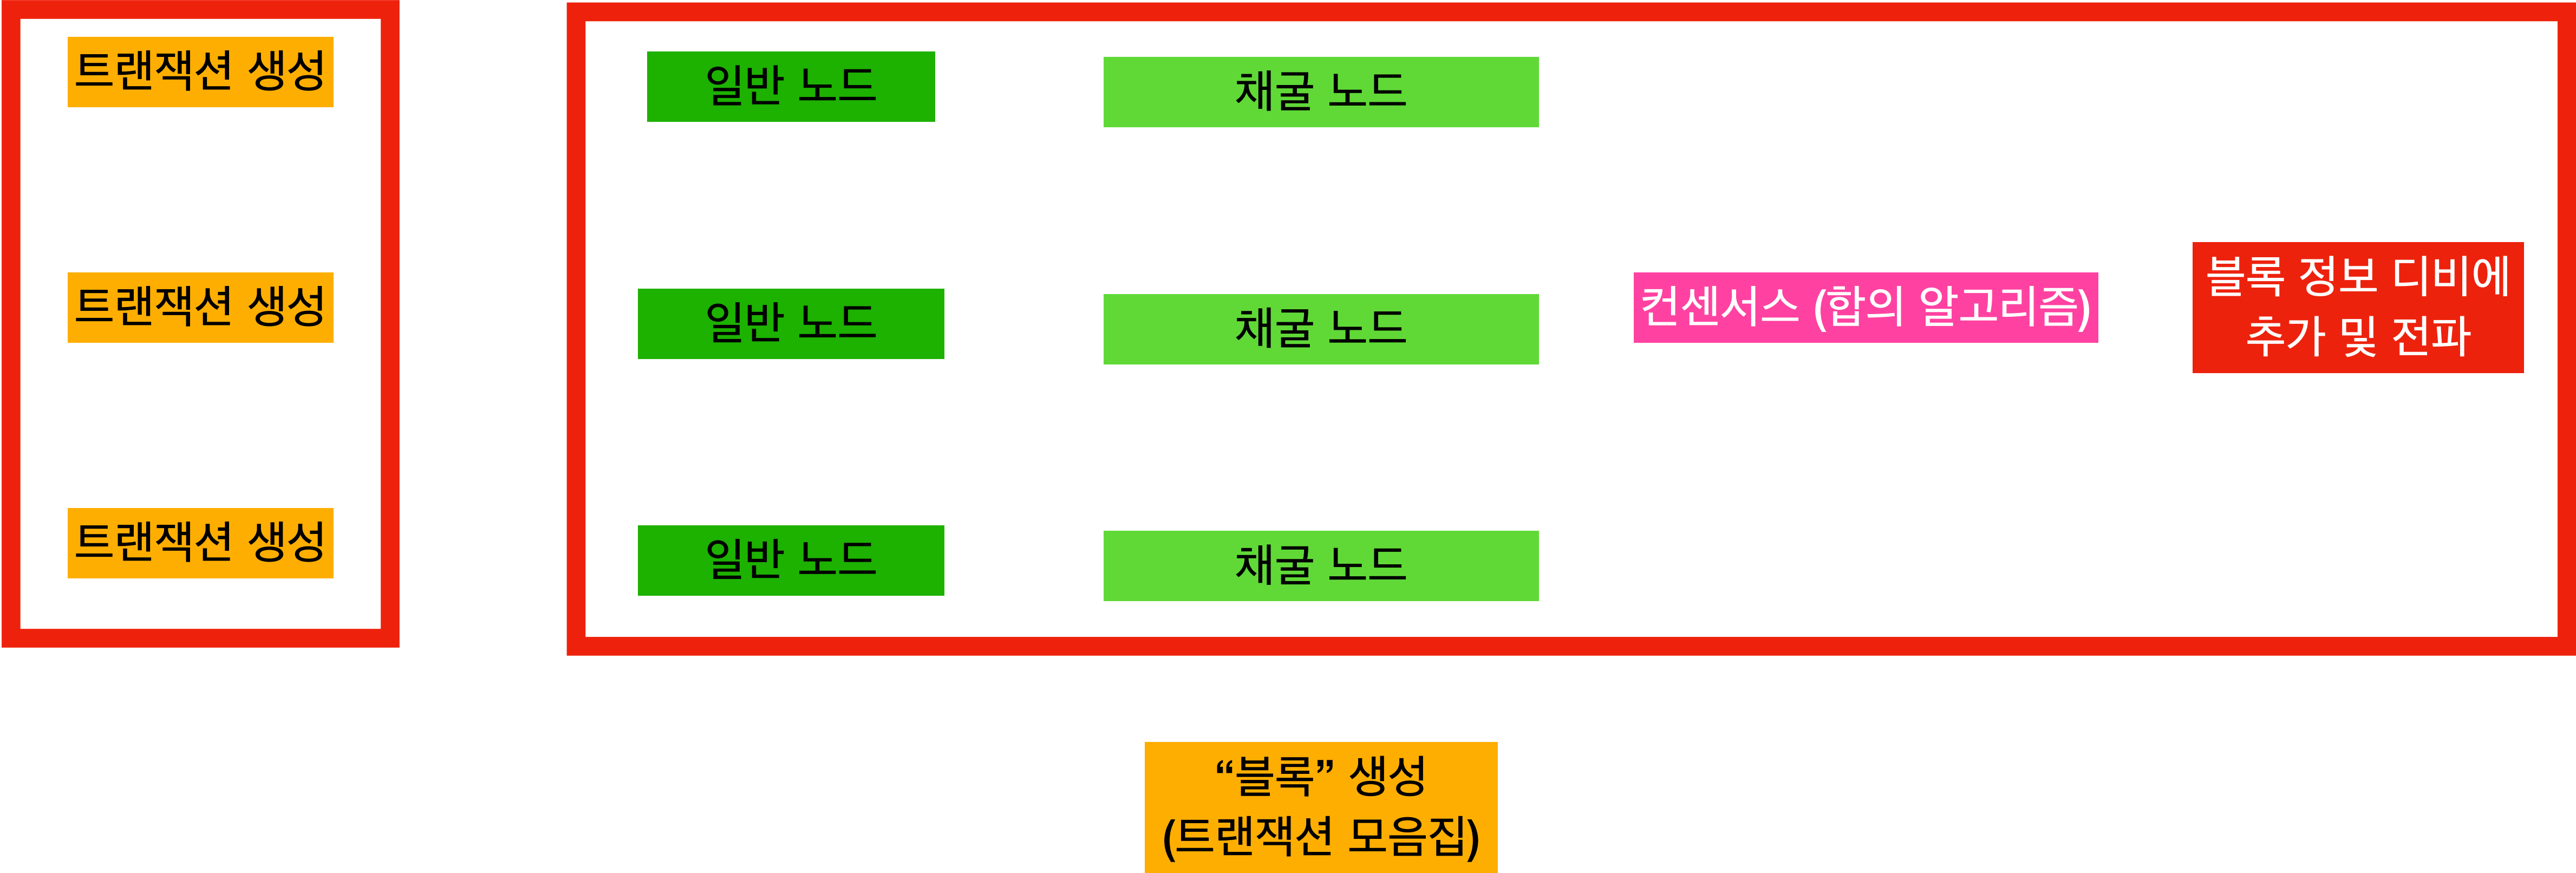 트랜잭션 생성
일반 노드
채굴 노드
트랜잭션 생성
일반 노드
채굴 노드
컨센서스 (합의 알고리즘)
블록 정보 디비에
추가 및 전파
트랜잭션 생성
일반 노드
채굴 노드
“블록” 생성
(트랜잭션 모음집)